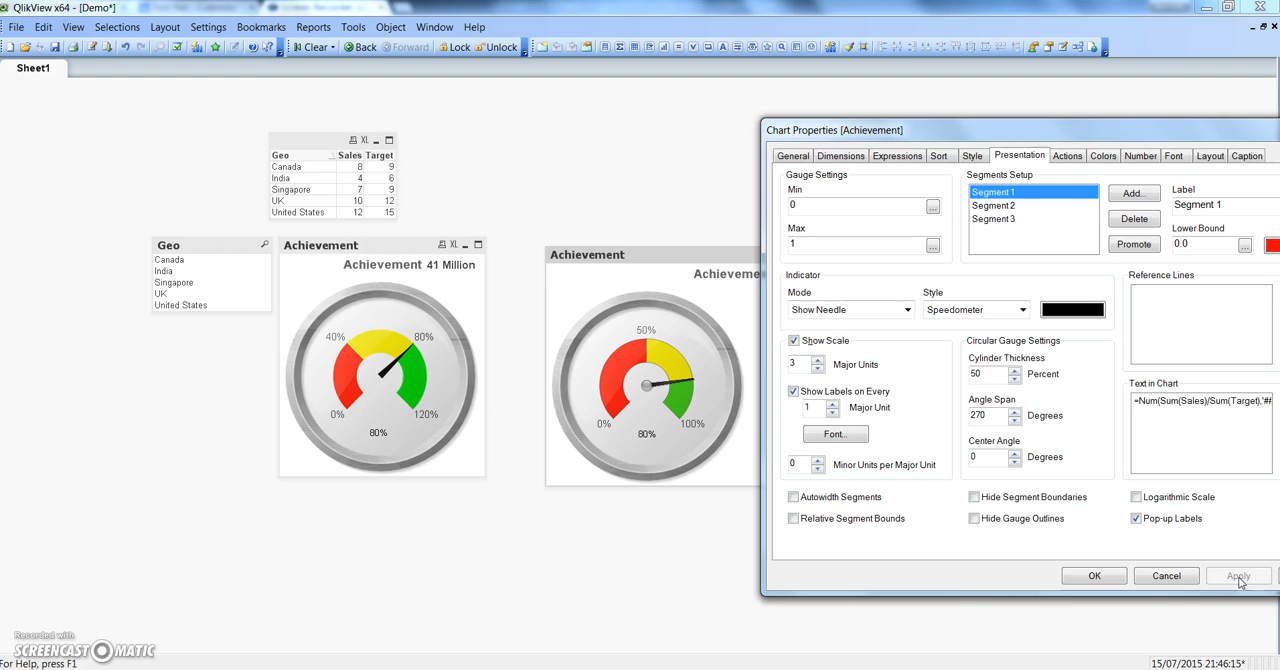 QlikView x64 - [Demo*]
File Edit View Selections Layout Settings Bookmarks Reports Tools Object Window Help
Clear Back Forward Lock Unlock
Sheet1
Geo Sales Target
Canada 8 9
India 4 6
Singapore 7 9
UK 10 12
United States 12 15
Geo
Canada
India
Singapore
UK
United States
Achievement XL
Achievement 41 Million
40% 80%
0% 120%
80%
Achievement
Achieveme
50%
0% 100%
80%
Chart Properties [Achievement]
General Dimensions Expressions Sort Style Presentation Actions Colors Number Font Layout Caption
Gauge Settings
Min
0
...
Max
1
...
Segments Setup
Segment 1
Segment 2
Segment 3
Add...
Delete
Promote
Label
Segment 1
Lower Bound
0.0
...
Indicator
Mode
Show Needle
Style
Speedometer
Reference Lines
Show Scale
3 Major Units
Show Labels on Every
1 Major Unit
Font...
0 Minor Units per Major Unit
Circular Gauge Settings
Cylinder Thickness
50 Percent
Angle Span
270 Degrees
Center Angle
0 Degrees
Text in Chart
=Num(Sum(Sales)/Sum(Target),'##
Autowidth Segments
Relative Segment Bounds
Hide Segment Boundaries
Hide Gauge Outlines
Logarithmic Scale
Pop-up Labels
OK Cancel Apply
Recorded with
SCREENCAST-O-MATIC
For Help, press F1
15/07/2015 21:46:15*